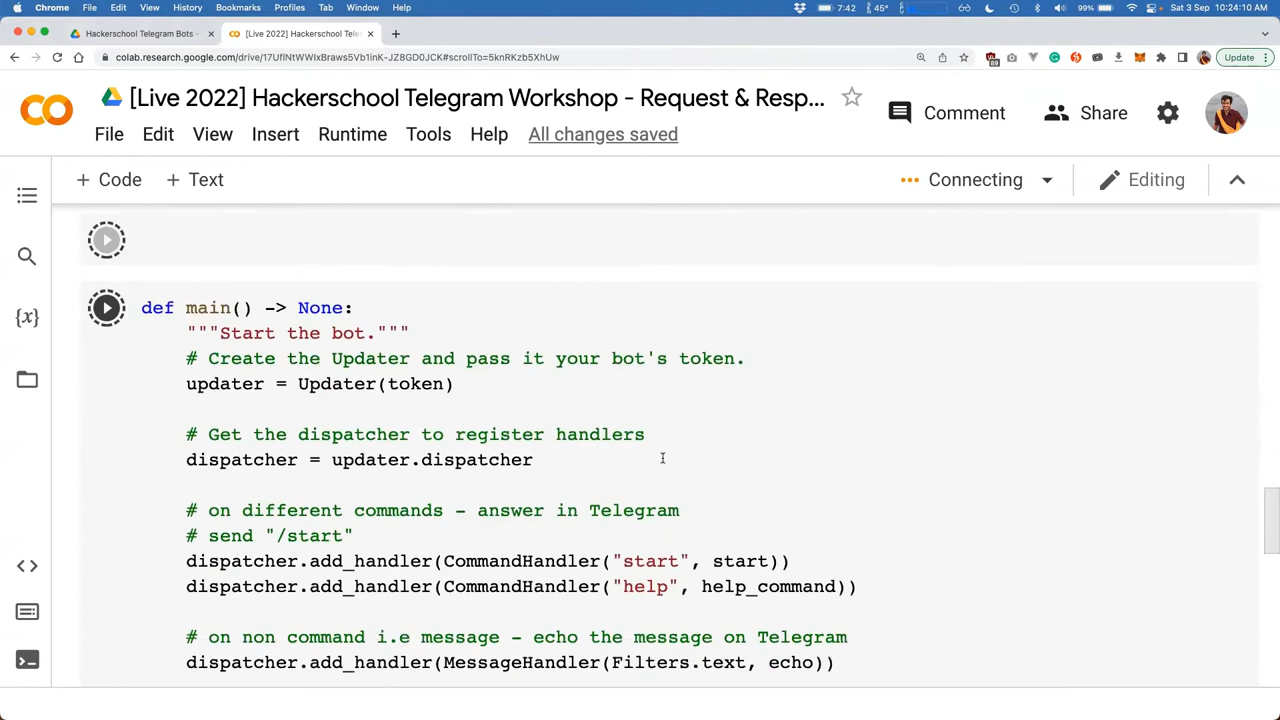 Chrome File Edit View History Bookmarks Profiles Tab Window Help 7:42 45° 99% Sat 3 Sep 10:24:10 AM
Hackerschool Telegram Bots - [Live 2022] Hackerschool Tele
colab.research.google.com/drive/17UflNtWWIxBraws5Vb1inK-JZ8GD0JCK#scrollTo=5knRKzb5XhUw Update
[Live 2022] Hackerschool Telegram Workshop - Request & Resp...
Comment Share
File Edit View Insert Runtime Tools Help All changes saved
+ Code + Text Connecting Editing
{x}
def main() -> None:
"""Start the bot."""
# Create the Updater and pass it your bot's token.
updater = Updater(token)
# Get the dispatcher to register handlers
dispatcher = updater.dispatcher
# on different commands - answer in Telegram
# send "/start"
dispatcher.add_handler(CommandHandler("start", start))
dispatcher.add_handler(CommandHandler("help", help_command))
# on non command i.e message - echo the message on Telegram
dispatcher.add_handler(MessageHandler(Filters.text, echo))